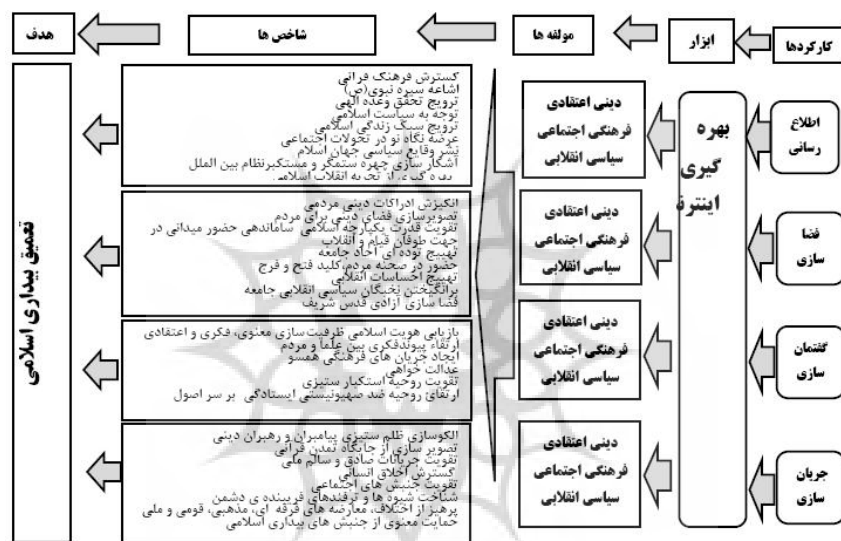 کارکردها
ابزار
مولفه ها
شاخص ها
هدف
اطلاع
رسانی
فضا
سازی
گفتمان
سازی
جریان
سازی
بهره
گیری
اینترن
دینی اعتقادی
فرهنگی اجتماعی
سیاسی انقلابی
دینی اعتقادی
فرهنگی اجتماعی
سیاسی انقلابی
دینی اعتقادی
فرهنگی اجتماعی
سیاسی انقلابی
دینی اعتقادی
فرهنگی اجتماعی
سیاسی انقلابی
گسترش فرهنگ قرآنی
اشاعه سیره نبوی(ص)
ترویج تحقق وعده الهی
توجه به سیاست اسلامی
ترویج سبک زندگی اسلامی
عرضه نگاه نو در تحولات اجتماعی
نشر وقایع سیاسی جهان اسلام
آشکار سازی چهره ستمگر و مستکبرنظام بین الملل
بهره گیری از تجربه انقلاب اسلامی
انگیزش ادراکات دینی مردمی
تصویرسازی فضای دینی برای مردم
تقویت قدرت یکپارچه اسلامی ساماندهی حضور میدانی در
جهت طوفان قیام و انقلاب
تهییج توده ای آحاد جامعه
حضور در صحنه مردم،کلید فتح و فرج
تهییج احساسات انقلابی
برانگیختن نخبگان سیاسی انقلابی جامعه
فضا سازی آزادی قدس شریف
بازیابی هویت اسلامی ظرفیت سازی معنوی، فکری و اعتقادی
ارتقاء پیوندفکری بین علما و مردم
ایجاد جریان های فرهنگی همسو
عدالت خواهی
تقویت روحیه استکبار ستیزی
ارتقائ روحیه ضد صهیونیستی ایستادگی بر سر اصول
الگوسازی ظلم ستیزی پیامبران و رهبران دینی
تصویر سازی از جایگاه تمدن قرآنی
تقویت جریانات صادق و سالم ملی
گسترش اخلاق انسانی
تقویت جنبش های اجتماعی
شناخت شیوه ها و ترفندهای فریبنده ی دشمن
پرهیز از اختلاف، معارضه های فرقه ای، مذهبی، قومی و ملی
حمایت معنوی از جنبش های بیداری اسلامی
تعمیق بیداری اسلامی